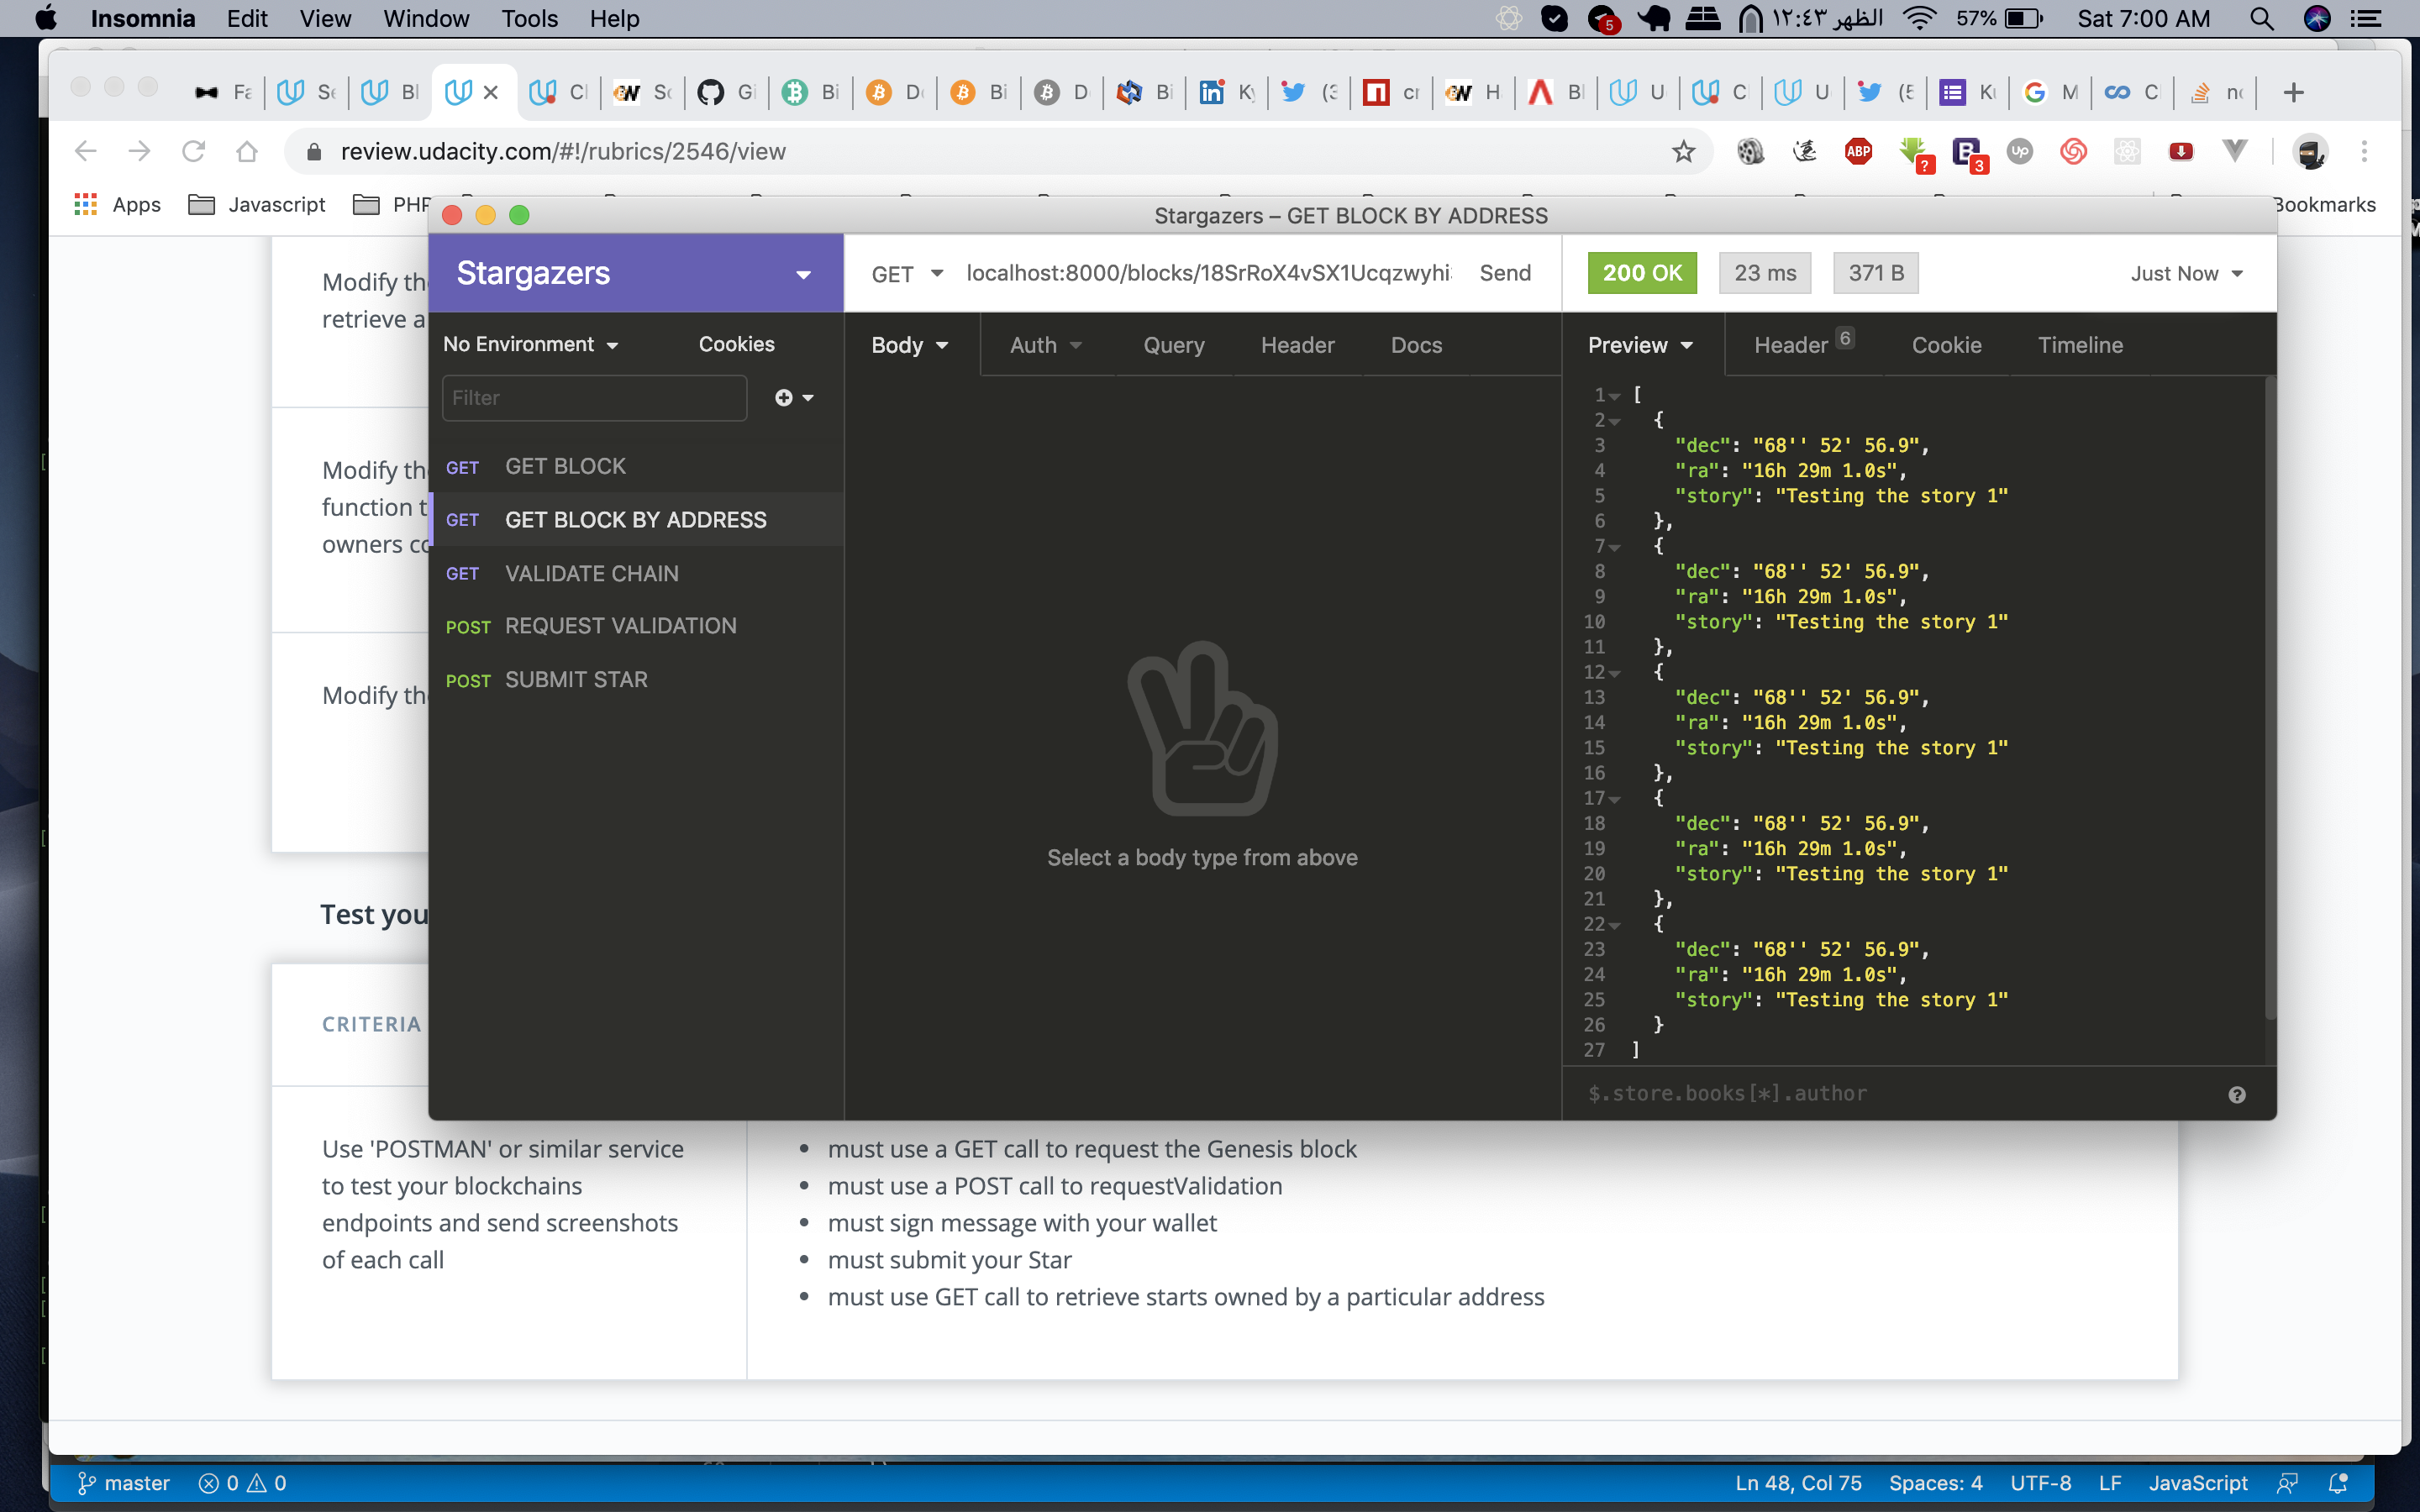 Insomnia Edit View Window Tools Help
5 الظهر ١٢:٤٣ 57% Sat 7:00 AM
review.udacity.com/#!/rubrics/2546/view
ABP ? B 3 up
Apps Javascript PHP Bookmarks
Stargazers – GET BLOCK BY ADDRESS
Stargazers
GET localhost:8000/blocks/18SrRoX4vSX1Ucqzwyhi Send
200 OK 23 ms 371 B Just Now
No Environment Cookies
Filter
GET GET BLOCK
GET GET BLOCK BY ADDRESS
GET VALIDATE CHAIN
POST REQUEST VALIDATION
POST SUBMIT STAR
Body Auth Query Header Docs
Select a body type from above
Preview Header 6 Cookie Timeline
1 [
2 {
3 "dec": "68'' 52' 56.9",
4 "ra": "16h 29m 1.0s",
5 "story": "Testing the story 1"
6 },
7 {
8 "dec": "68'' 52' 56.9",
9 "ra": "16h 29m 1.0s",
10 "story": "Testing the story 1"
11 },
12 {
13 "dec": "68'' 52' 56.9",
14 "ra": "16h 29m 1.0s",
15 "story": "Testing the story 1"
16 },
17 {
18 "dec": "68'' 52' 56.9",
19 "ra": "16h 29m 1.0s",
20 "story": "Testing the story 1"
21 },
22 {
23 "dec": "68'' 52' 56.9",
24 "ra": "16h 29m 1.0s",
25 "story": "Testing the story 1"
26 }
27 ]
$.store.books[*].author
Modify th
retrieve a
Modify th
function t
owners co
Modify th
Test you
CRITERIA
Use 'POSTMAN' or similar service
to test your blockchains
endpoints and send screenshots
of each call
• must use a GET call to request the Genesis block
• must use a POST call to requestValidation
• must sign message with your wallet
• must submit your Star
• must use GET call to retrieve starts owned by a particular address
master 0 0 Ln 48, Col 75 Spaces: 4 UTF-8 LF JavaScript